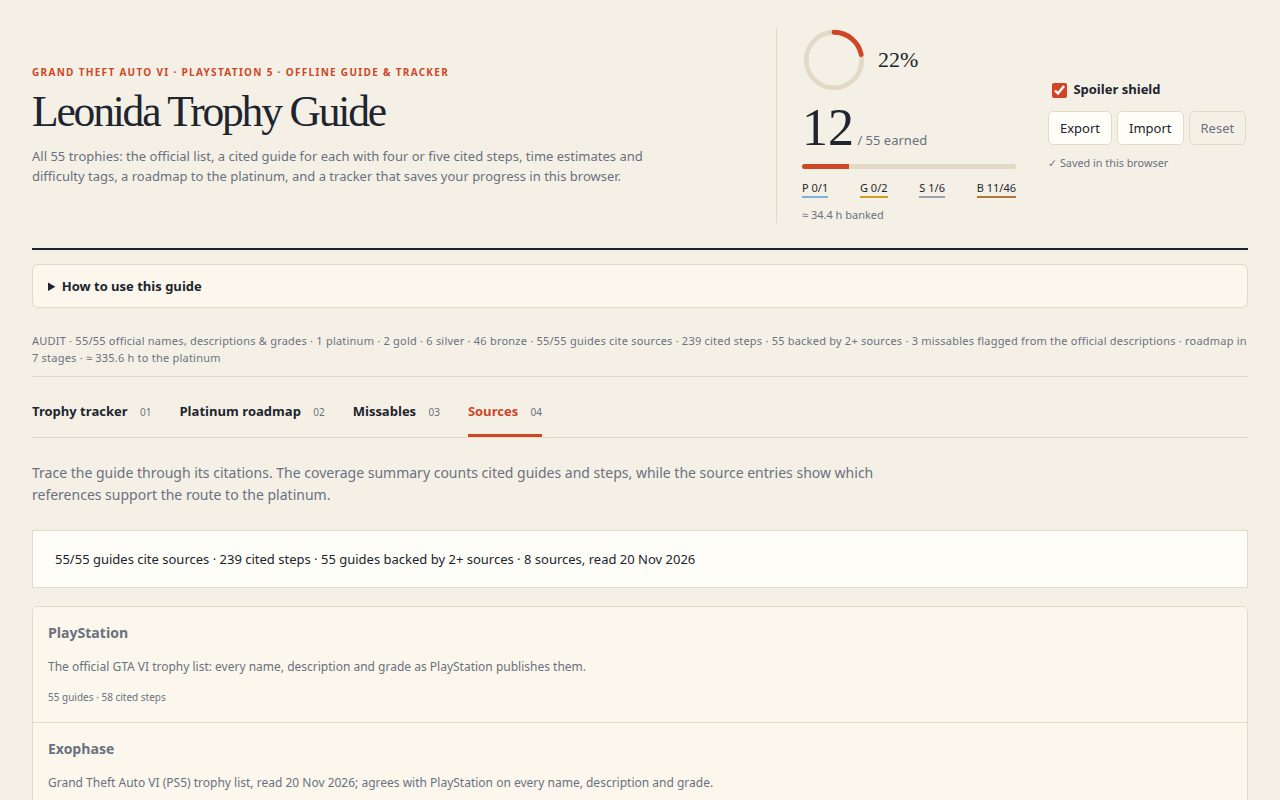 GRAND THEFT AUTO VI · PLAYSTATION 5 · OFFLINE GUIDE & TRACKER
Leonida Trophy Guide
All 55 trophies: the official list, a cited guide for each with four or five cited steps, time estimates and
difficulty tags, a roadmap to the platinum, and a tracker that saves your progress in this browser.
22%
12 / 55 earned
P 0/1 G 0/2 S 1/6 B 11/46
≈ 34.4 h banked
Spoiler shield
Export Import Reset
✓ Saved in this browser
▶ How to use this guide
AUDIT · 55/55 official names, descriptions & grades · 1 platinum · 2 gold · 6 silver · 46 bronze · 55/55 guides cite sources · 239 cited steps · 55 backed by 2+ sources · 3 missables flagged from the official descriptions · roadmap in
7 stages · ≈ 335.6 h to the platinum
Trophy tracker 01 Platinum roadmap 02 Missables 03 Sources 04
Trace the guide through its citations. The coverage summary counts cited guides and steps, while the source entries show which
references support the route to the platinum.
55/55 guides cite sources · 239 cited steps · 55 guides backed by 2+ sources · 8 sources, read 20 Nov 2026
PlayStation
The official GTA VI trophy list: every name, description and grade as PlayStation publishes them.
55 guides · 58 cited steps
Exophase
Grand Theft Auto VI (PS5) trophy list, read 20 Nov 2026; agrees with PlayStation on every name, description and grade.